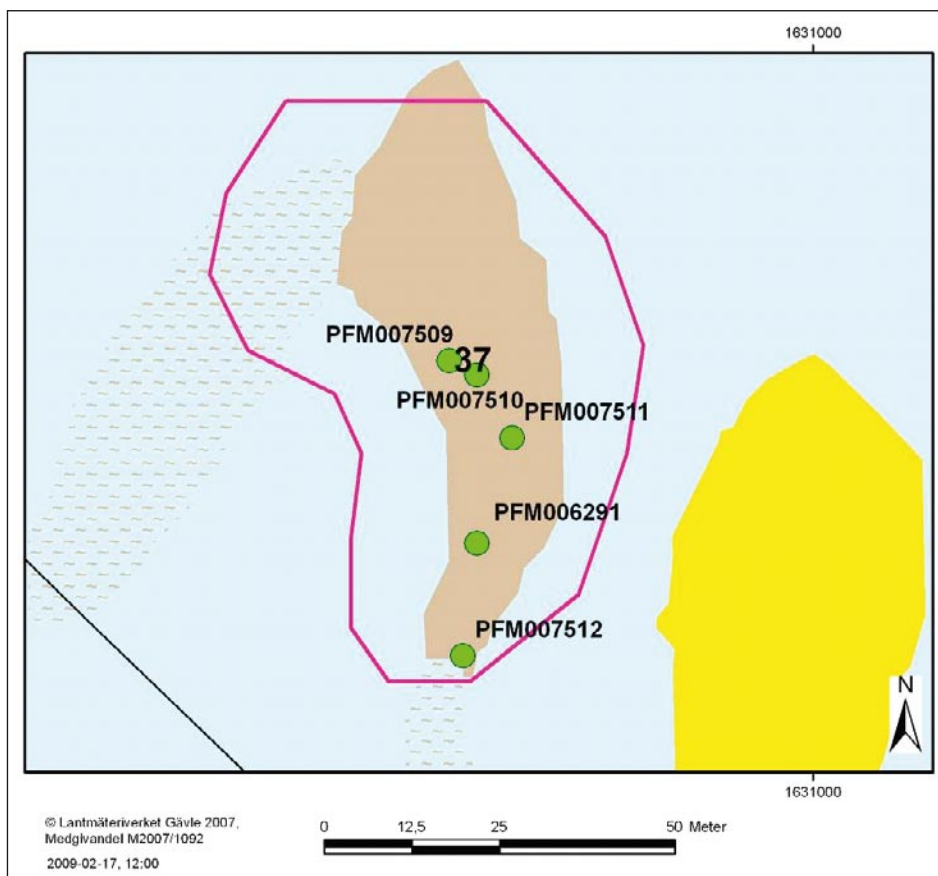 1631000
PFM007509
37
PFM007510
PFM007511
PFM006291
PFM007512
N
1631000
© Lantmäteriverket Gävle 2007,
Medgivandel M2007/1092
2009-02-17, 12:00
0 12,5 25 50 Meter